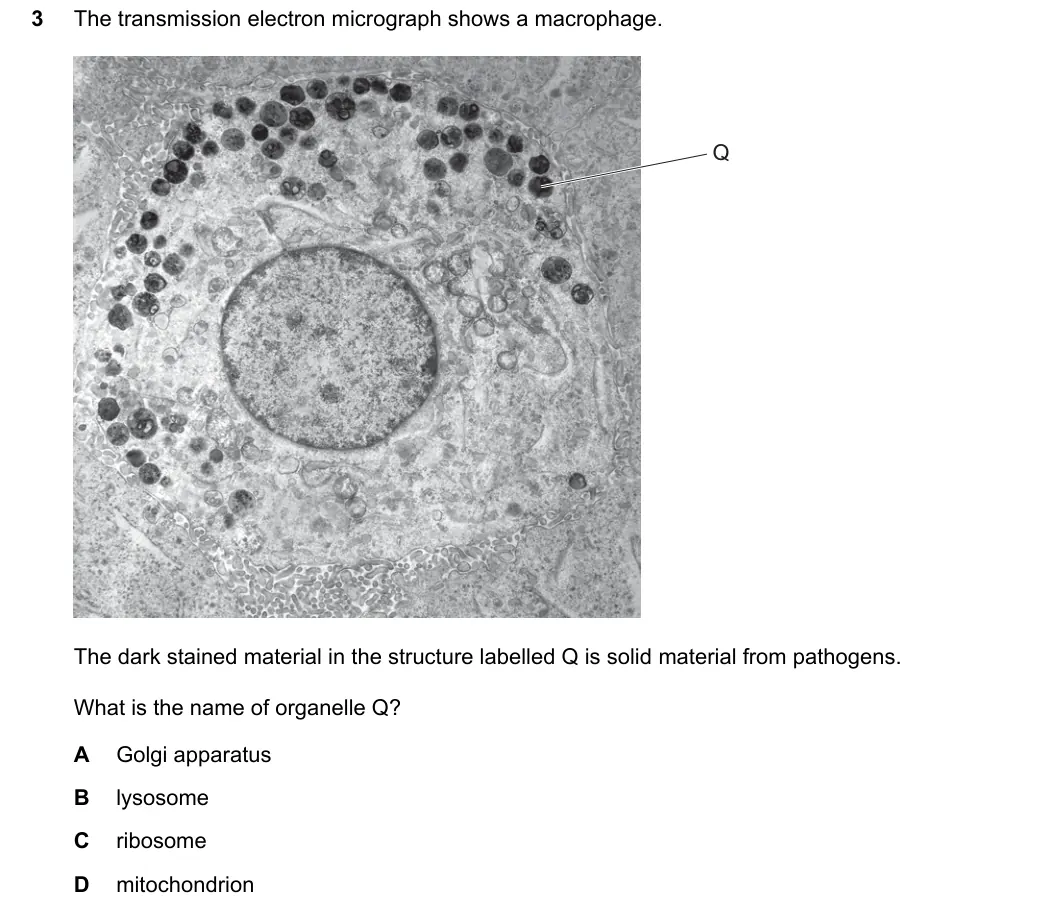 3 The transmission electron micrograph shows a macrophage.
Q
The dark stained material in the structure labelled Q is solid material from pathogens.
What is the name of organelle Q?
A Golgi apparatus
B lysosome
C ribosome
D mitochondrion